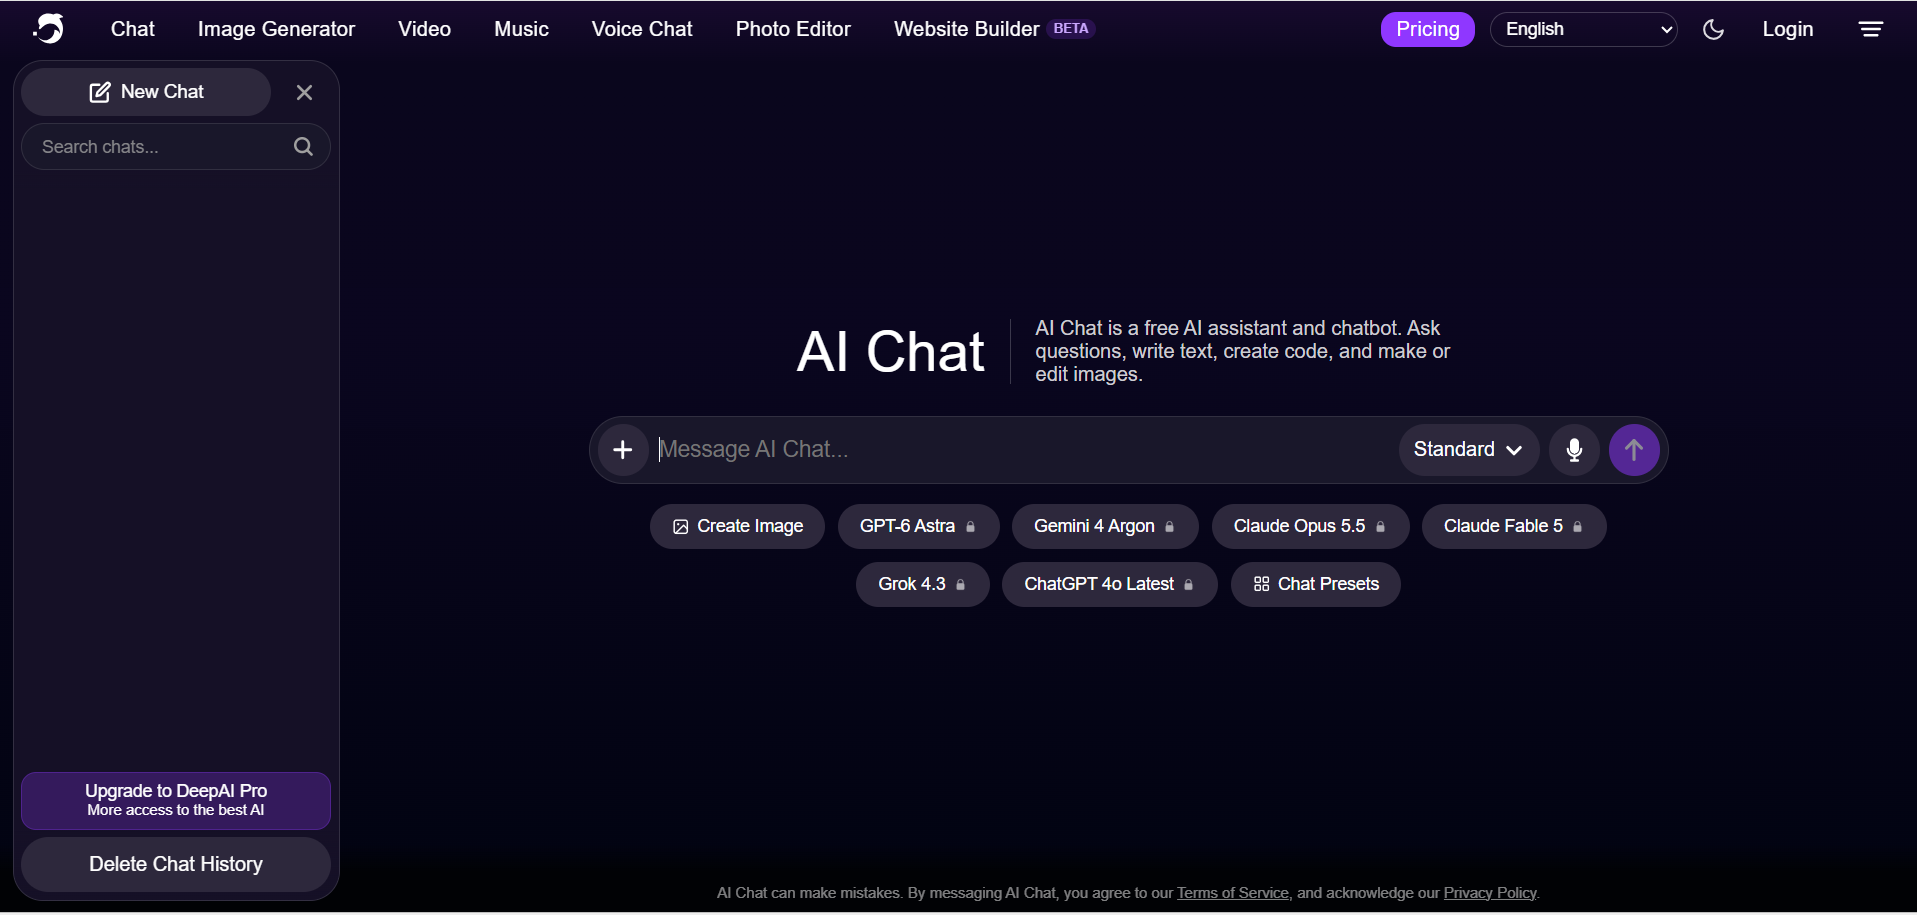 Chat Image Generator Video Music Voice Chat Photo Editor Website Builder BETA Pricing English Login
New Chat
Search chats...
AI Chat
AI Chat is a free AI assistant and chatbot. Ask
questions, write text, create code, and make or
edit images.
Message AI Chat... Standard
Create Image GPT-6 Astra Gemini 4 Argon Claude Opus 5.5 Claude Fable 5
Grok 4.3 ChatGPT 4o Latest Chat Presets
Upgrade to DeepAI Pro
More access to the best AI
Delete Chat History
AI Chat can make mistakes. By messaging AI Chat, you agree to our Terms of Service, and acknowledge our Privacy Policy.